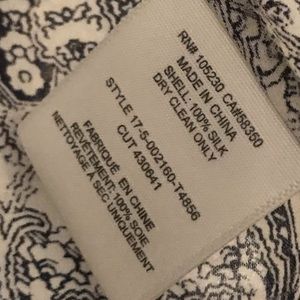 RN# 105230 CA#58360
MADE IN CHINA
SHELL: 100% SILK
DRY CLEAN ONLY
STYLE 17-5-002160-T4856
CUT 430641
FABRIQUÉ EN CHINE
REVÊTEMENT: 100% SOIE
NETTOYAGE À SEC UNIQUEMENT